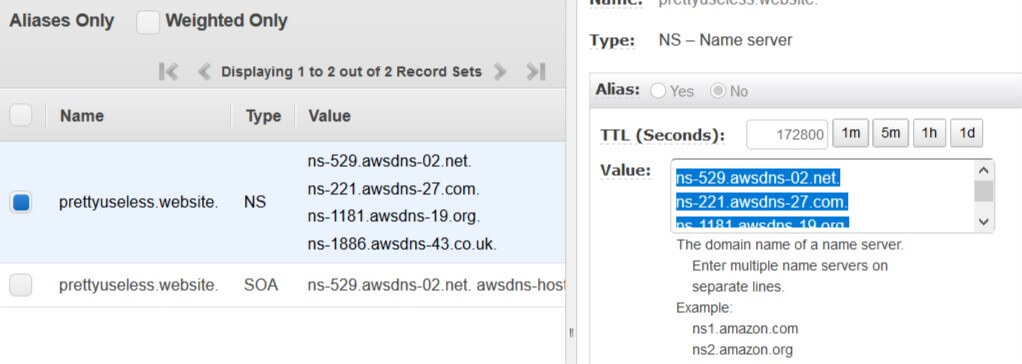 Aliases Only Weighted Only
Displaying 1 to 2 out of 2 Record Sets
Name Type Value
prettyuseless.website. NS ns-529.awsdns-02.net.
ns-221.awsdns-27.com.
ns-1181.awsdns-19.org.
ns-1886.awsdns-43.co.uk.
prettyuseless.website. SOA ns-529.awsdns-02.net. awsdns-host
Name: prettyuseless.website.
Type: NS – Name server
Alias: Yes No
TTL (Seconds): 172800 1m 5m 1h 1d
Value: ns-529.awsdns-02.net.
ns-221.awsdns-27.com.
ns-1181.awsdns-19.org.
The domain name of a name server.
Enter multiple name servers on
separate lines.
Example:
ns1.amazon.com
ns2.amazon.org